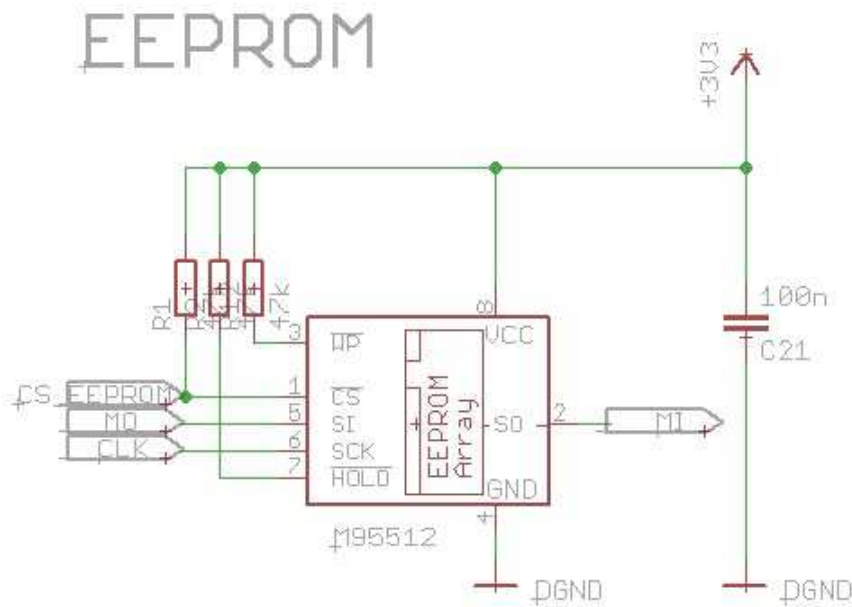 EEPROM
+3V3
R1
47k
100n
C21
8
VCC
3
WP
CS_EEPROM
1
CS
MO
5
SI
CLK
6
SCK
7
HOLD
EEPROM
Array
SO
2
MI
GND
4
M95512
DGND
DGND